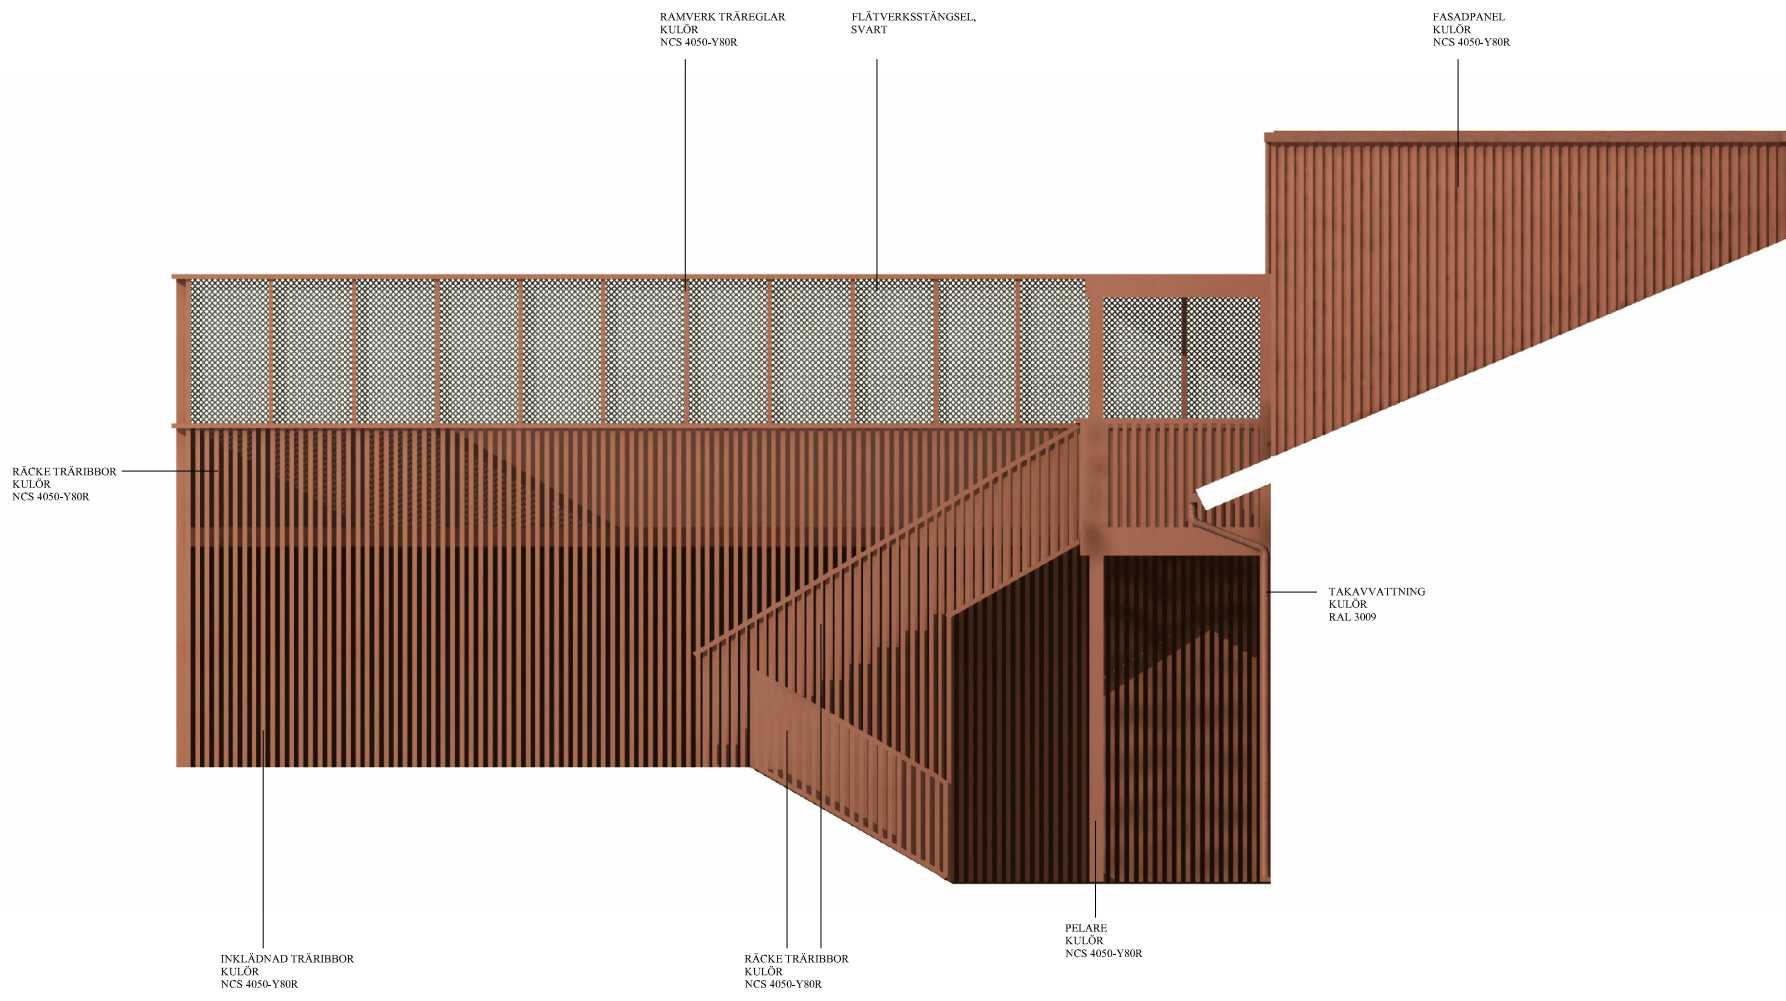 RAMVERK TRÄREGLAR
KULÖR
NCS 4050-Y80R
FLÄTVERKSSTÄNGSEL,
SVART
FASADPANEL
KULÖR
NCS 4050-Y80R
RÄCKE TRÄRIBBOR
KULÖR
NCS 4050-Y80R
TAKAVVATTNING
KULÖR
RAL 3009
INKLÄDNAD TRÄRIBBOR
KULÖR
NCS 4050-Y80R
RÄCKE TRÄRIBBOR
KULÖR
NCS 4050-Y80R
PELARE
KULÖR
NCS 4050-Y80R